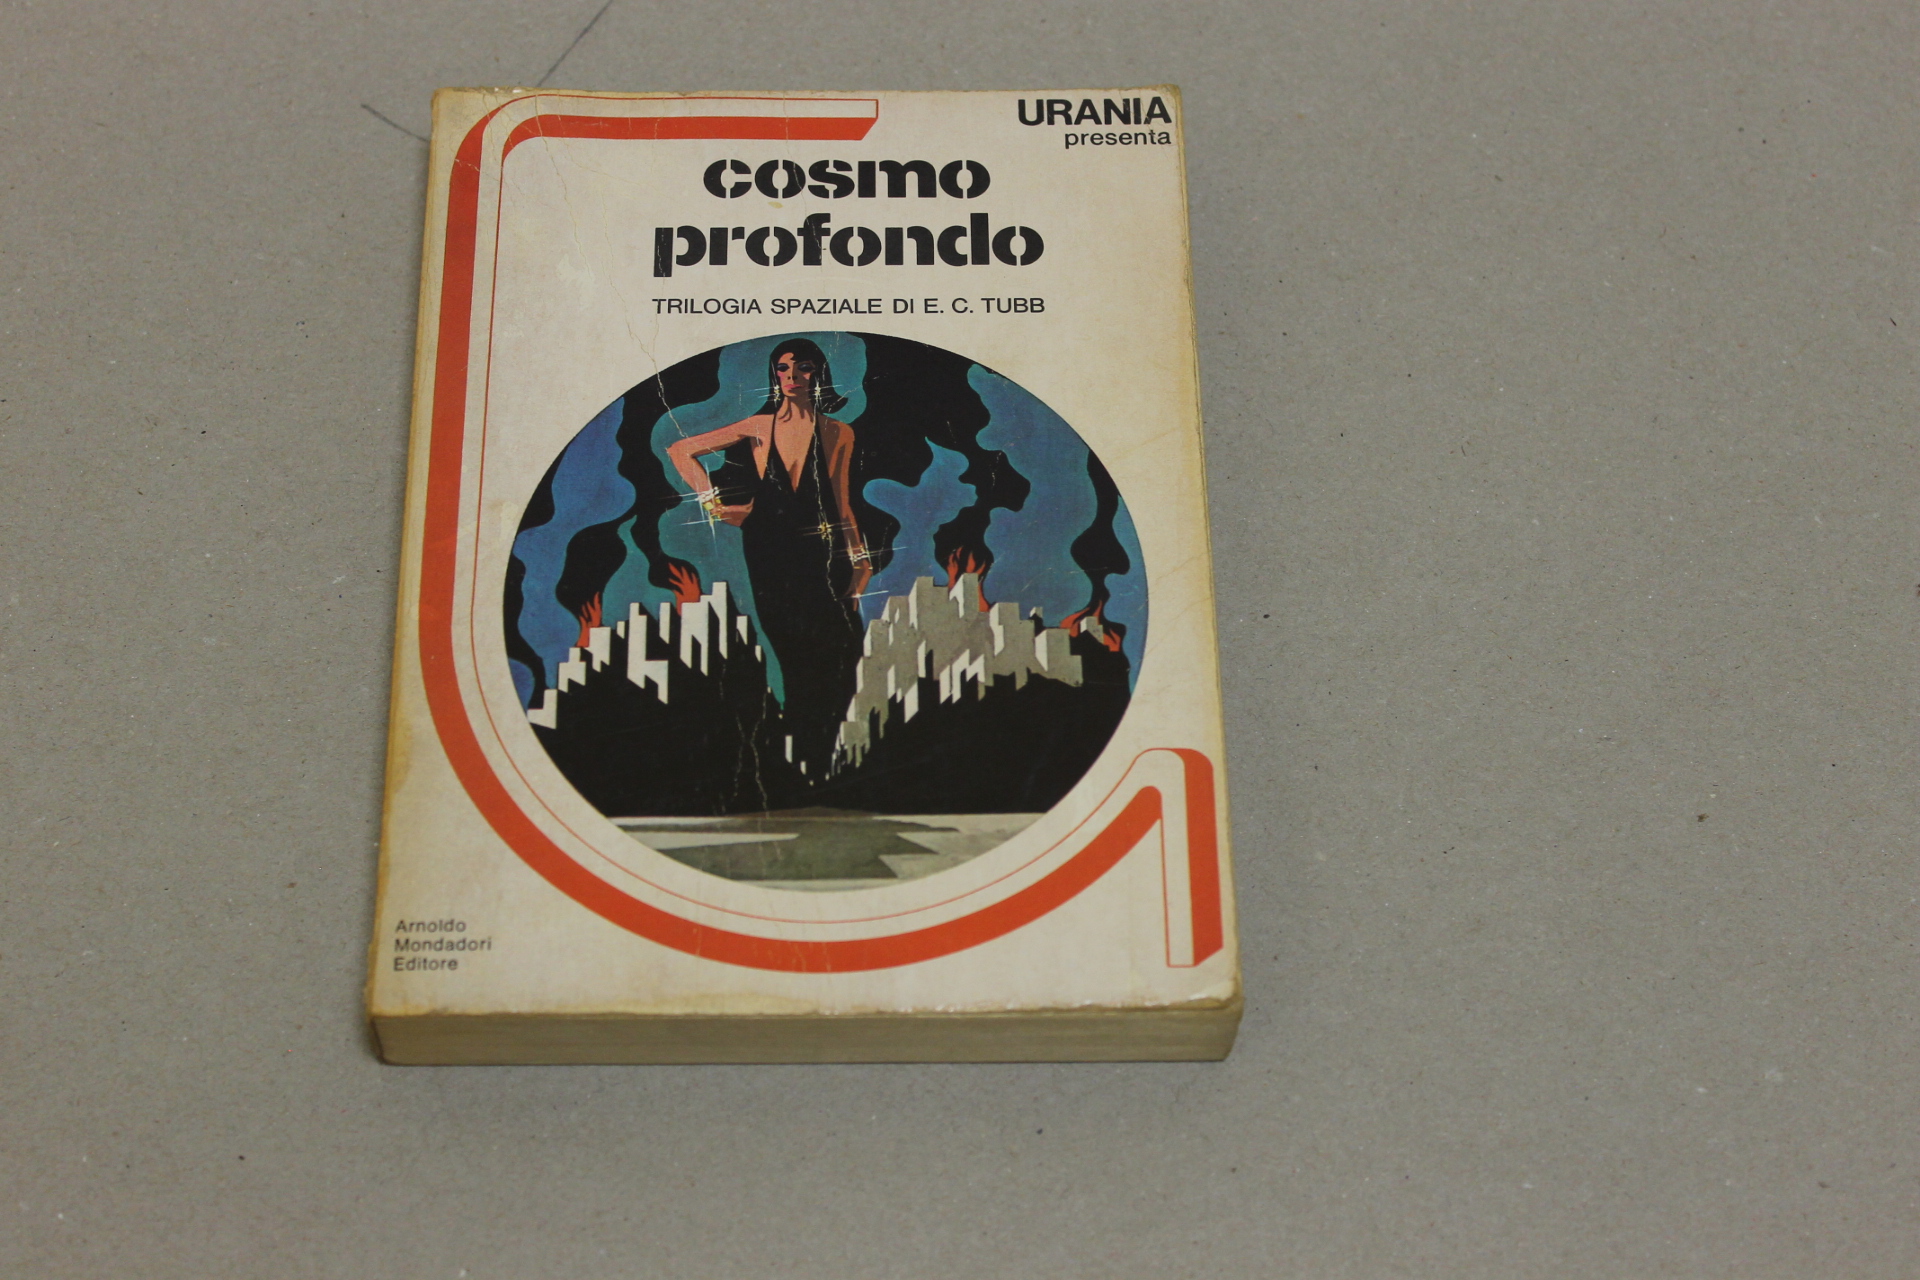 URANIA
presenta
cosmo
profondo
TRILOGIA SPAZIALE DI E. C. TUBB
Arnoldo
Mondadori
Editore